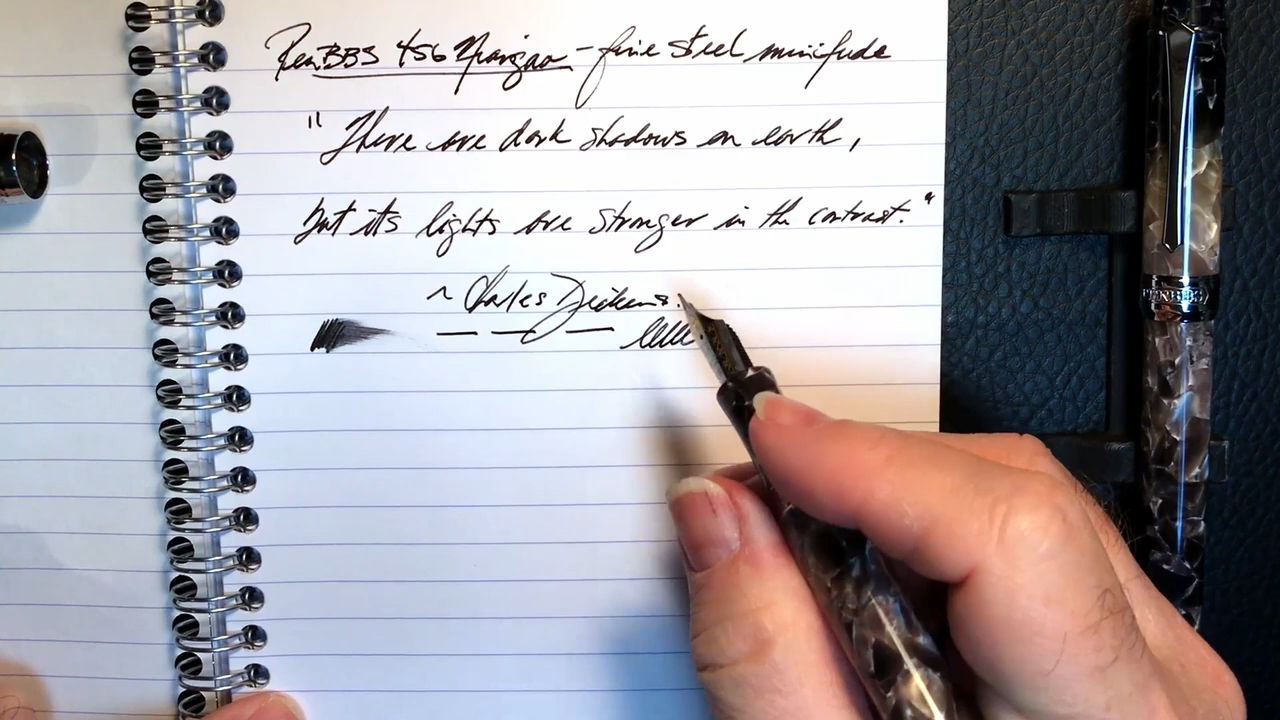 PenBBS 456 - fine steel minifude
"There are dark shadows on earth,
but its lights are stronger in the contrast."
~ Charles Dickens.
PENBBS